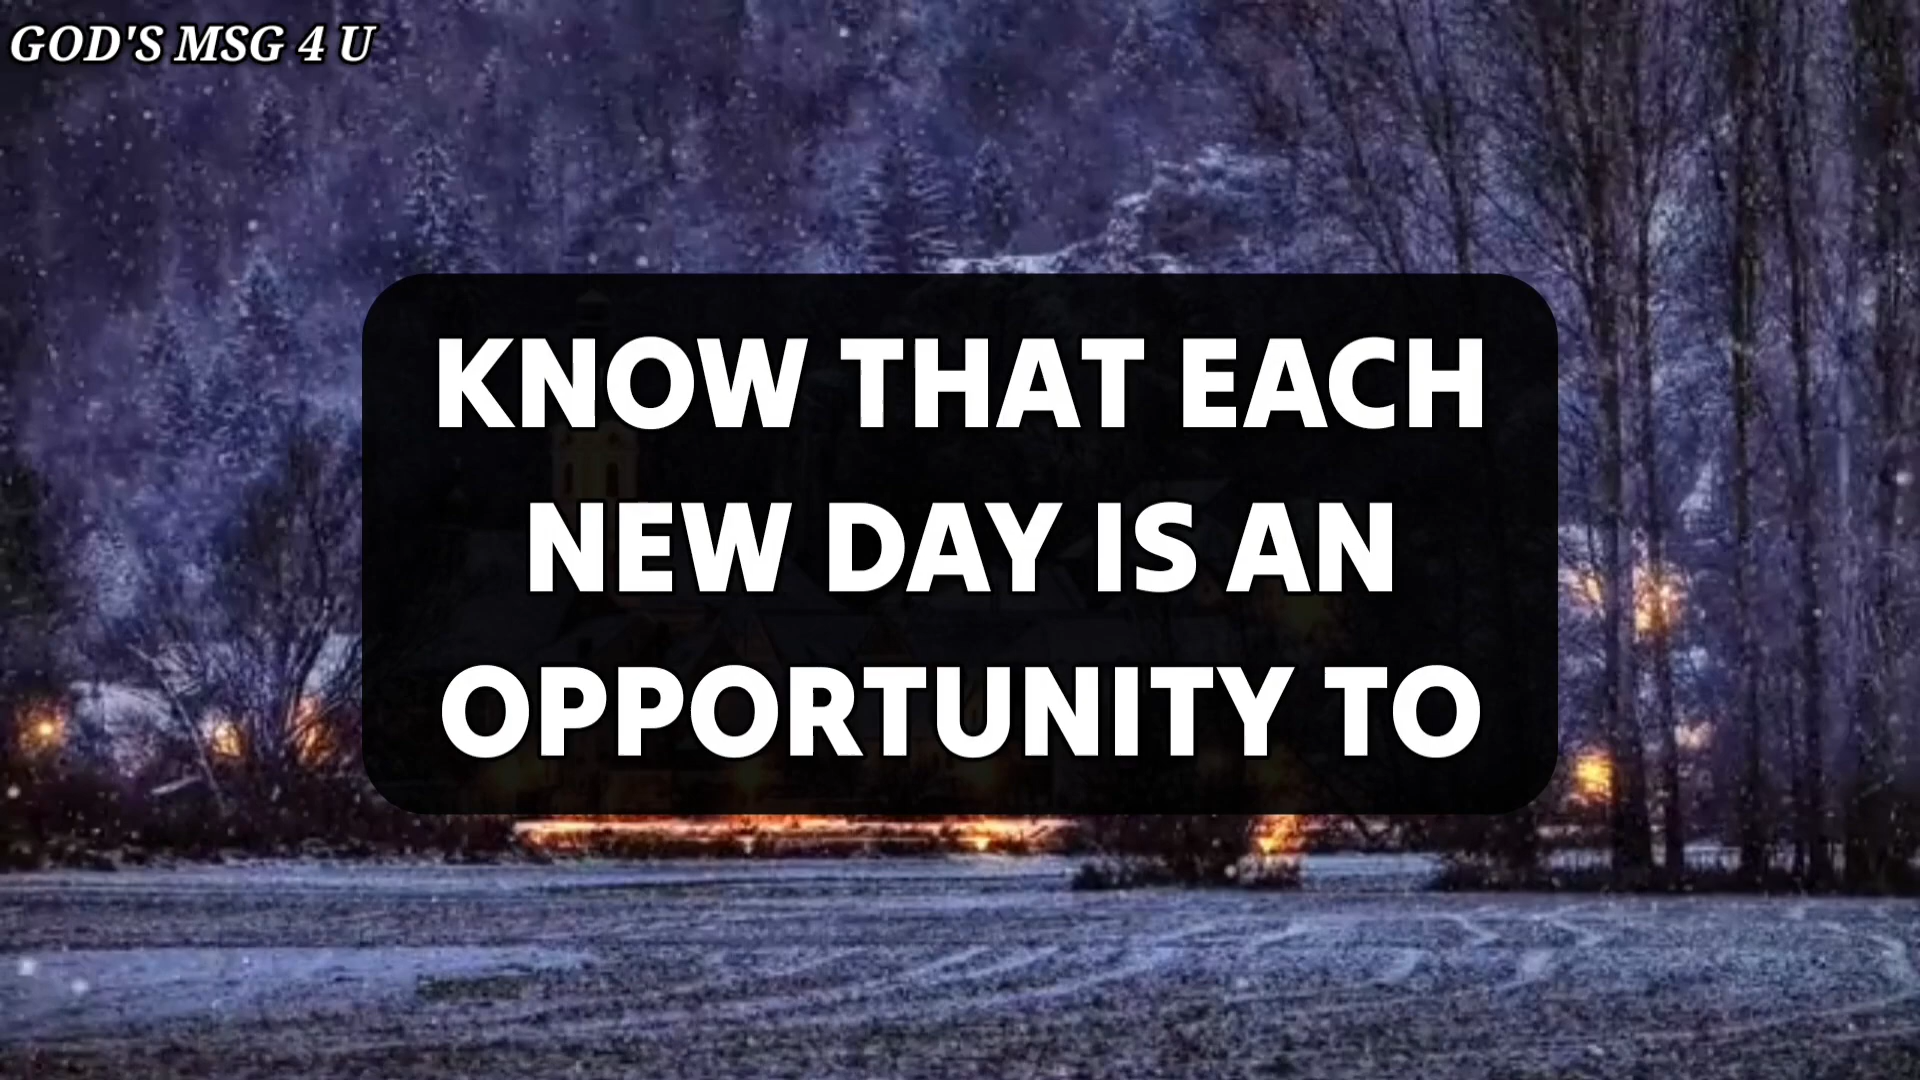 GOD'S MSG 4 U
KNOW THAT EACH
NEW DAY IS AN
OPPORTUNITY TO